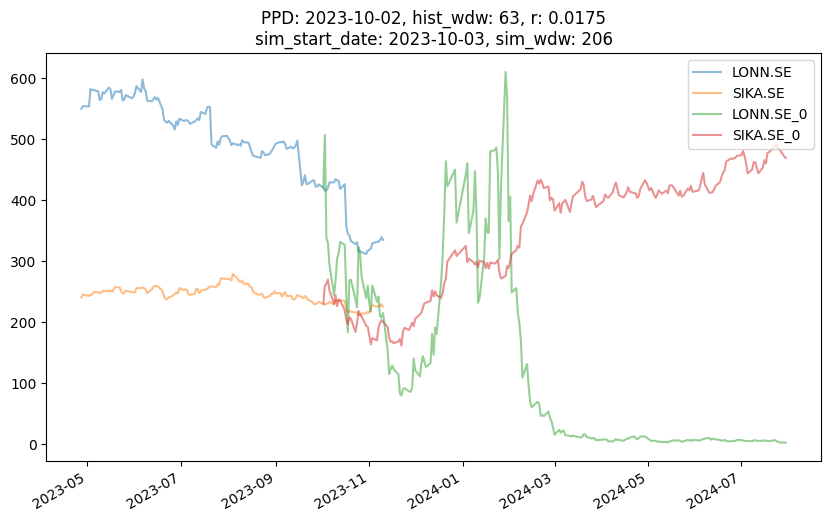 PPD: 2023-10-02, hist_wdw: 63, r: 0.0175
sim_start_date: 2023-10-03, sim_wdw: 206
LONN.SE
SIKA.SE
LONN.SE_0
SIKA.SE_0
600
500
400
300
200
100
0
2023-05
2023-07
2023-09
2023-11
2024-01
2024-03
2024-05
2024-07